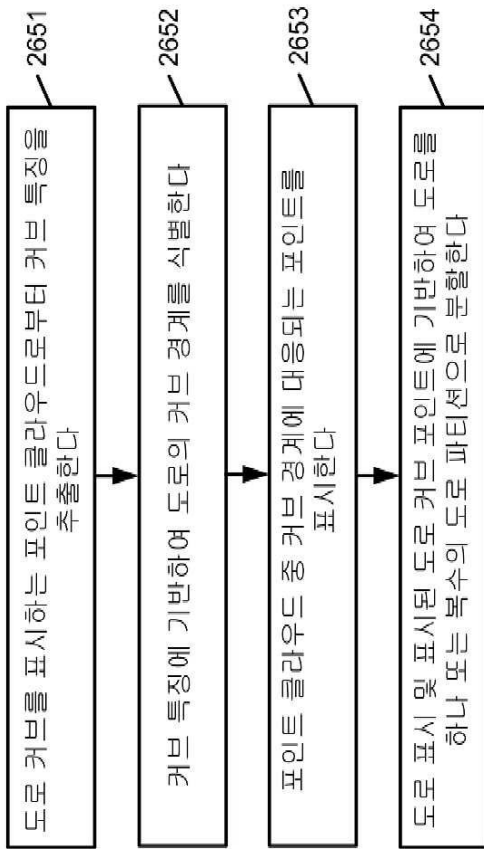 도로 커브를 표시하는 포인트 클라우드로부터 커브 특징을
추출한다
2651
커브 특징에 기반하여 도로의 커브 경계를 식별한다
2652
포인트 클라우드 중 커브 경계에 대응되는 포인트를
표시한다
2653
도로 표시 및 표시된 도로 커브 포인트에 기반하여 도로를
하나 또는 복수의 도로 파티션으로 분할한다
2654